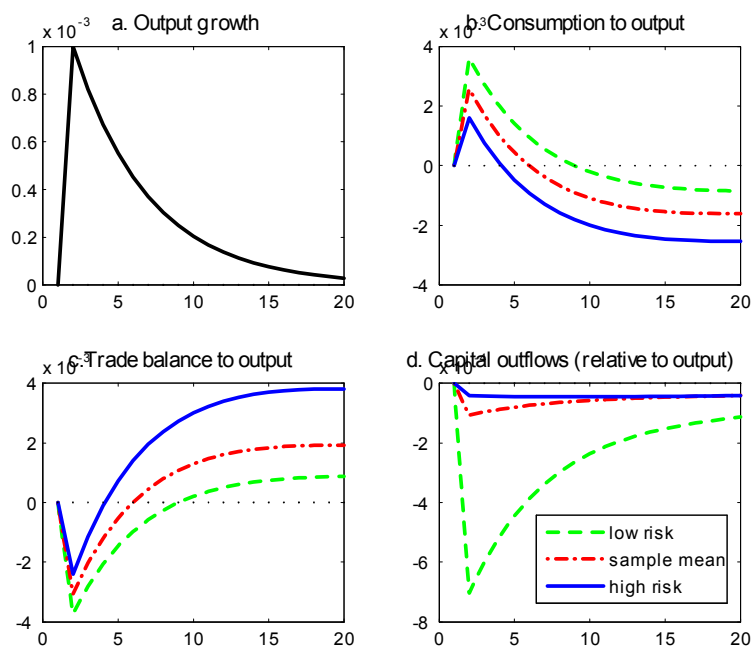 x 10⁻³
a. Output growth
1
0.8
0.6
0.4
0.2
0
0 5 10 15 20
x 10⁻³
b. Consumption to output
4
2
0
-2
-4
0 5 10 15 20
x 10⁻³
c. Trade balance to output
4
2
0
-2
-4
0 5 10 15 20
d. Capital outflows (relative to output)
0
-2
-4
-6
-8
0 5 10 15 20
low risk
sample mean
high risk